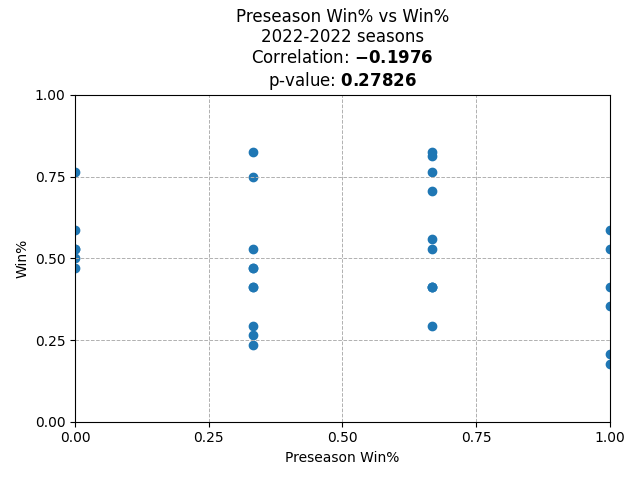 Preseason Win% vs Win%
2022-2022 seasons
Correlation: −0.1976
p-value: 0.27826
1.00
0.75
0.50
0.25
0.00
Win%
0.00 0.25 0.50 0.75 1.00
Preseason Win%